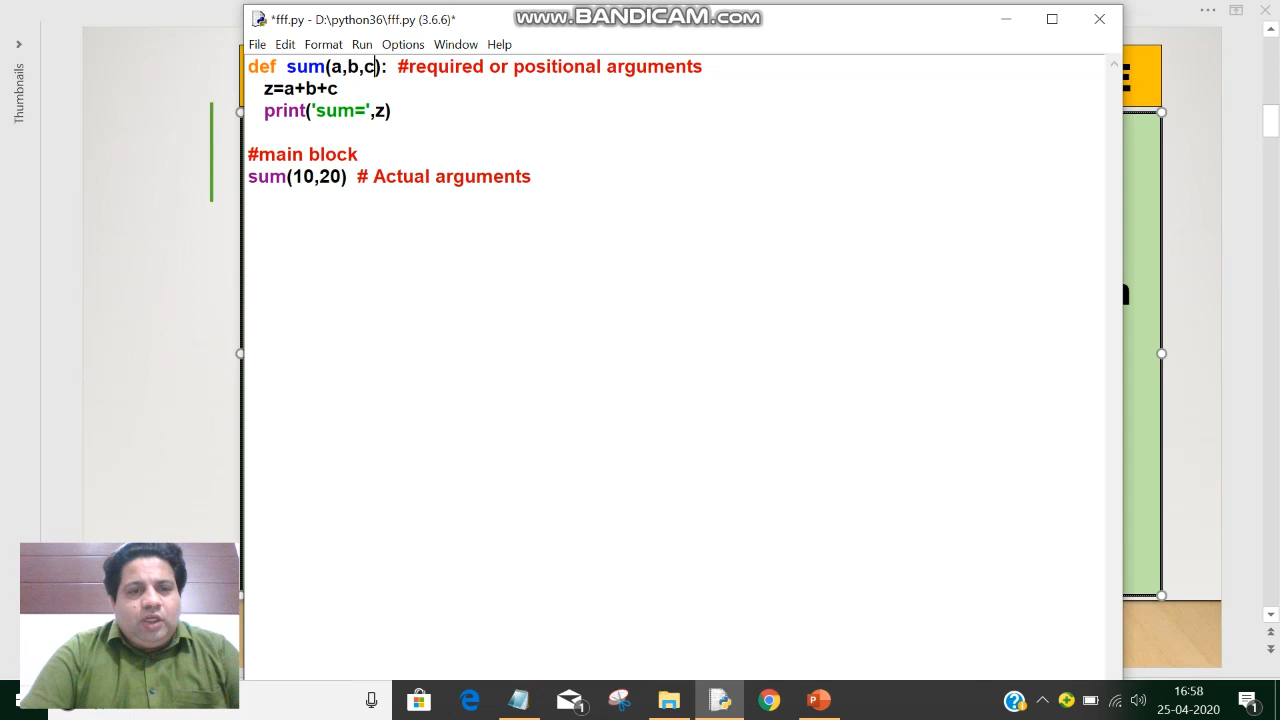 *fff.py - D:\python36\fff.py (3.6.6)*
www.BANDICAM.com
File Edit Format Run Options Window Help
Thumbnails
def sum(a,b,c): #required or positional arguments
z=a+b+c
print('sum=',z)
#main block
sum(10,20) # Actual arguments
16:58
25-04-2020
1
1